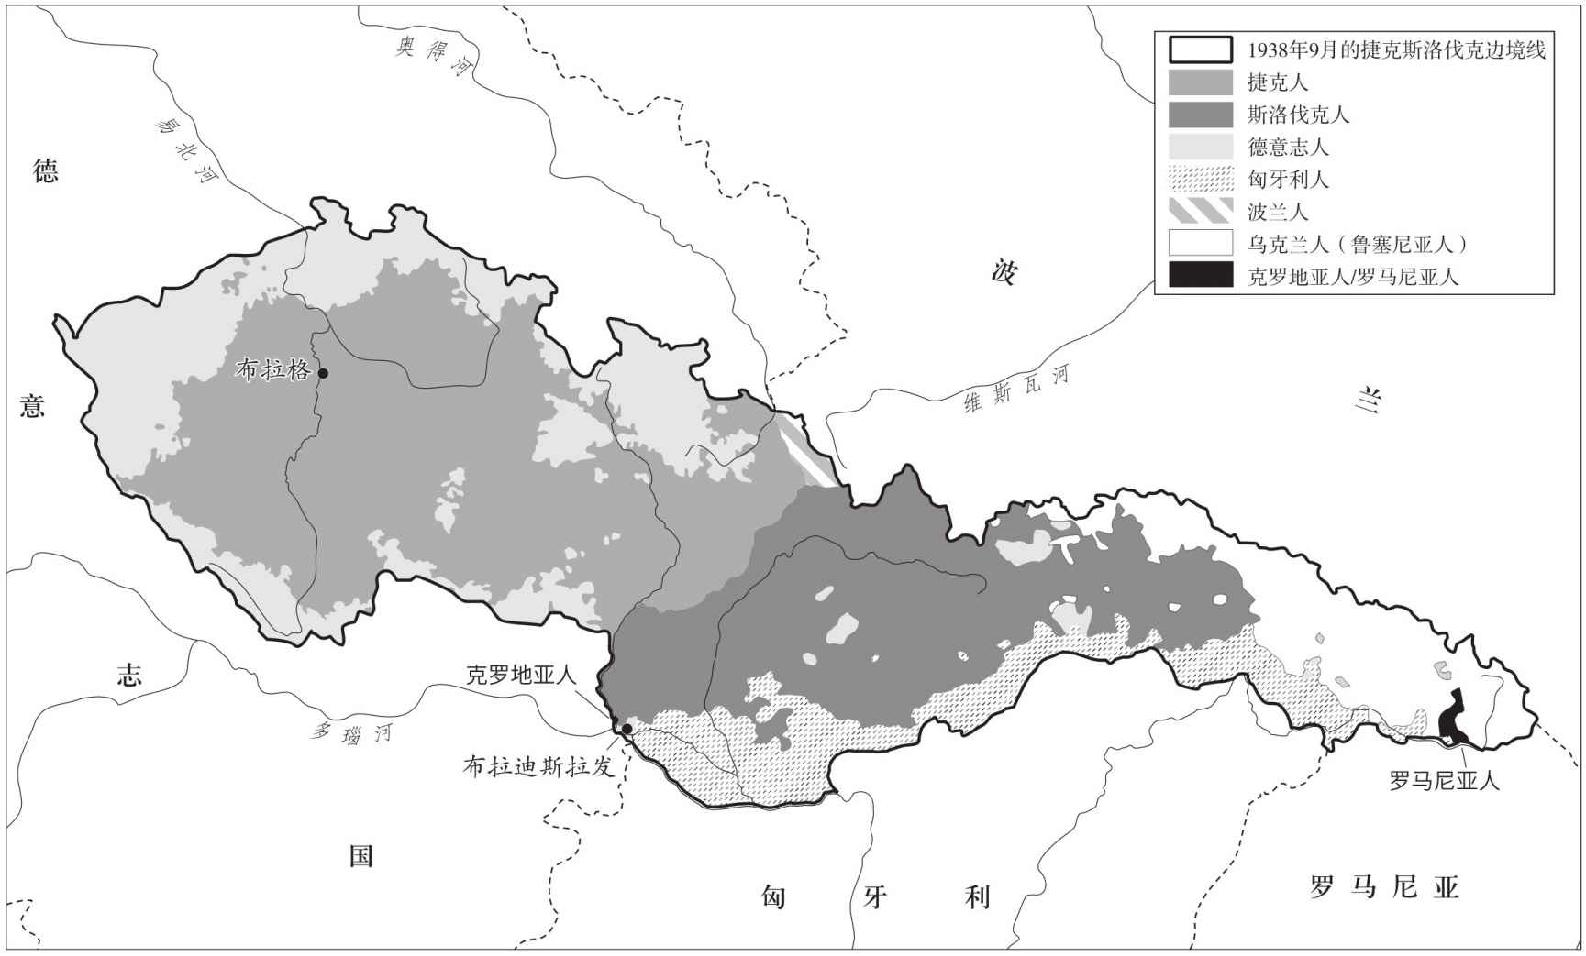 奥得河
1938年9月的捷克斯洛伐克边境线
捷克人
斯洛伐克人
德意志人
匈牙利人
波兰人
乌克兰人（鲁塞尼亚人）
克罗地亚人/罗马尼亚人
易北河
德意志国
波兰
布拉格
维斯瓦河
克罗地亚人
多瑙河
布拉迪斯拉发
罗马尼亚人
匈牙利
罗马尼亚